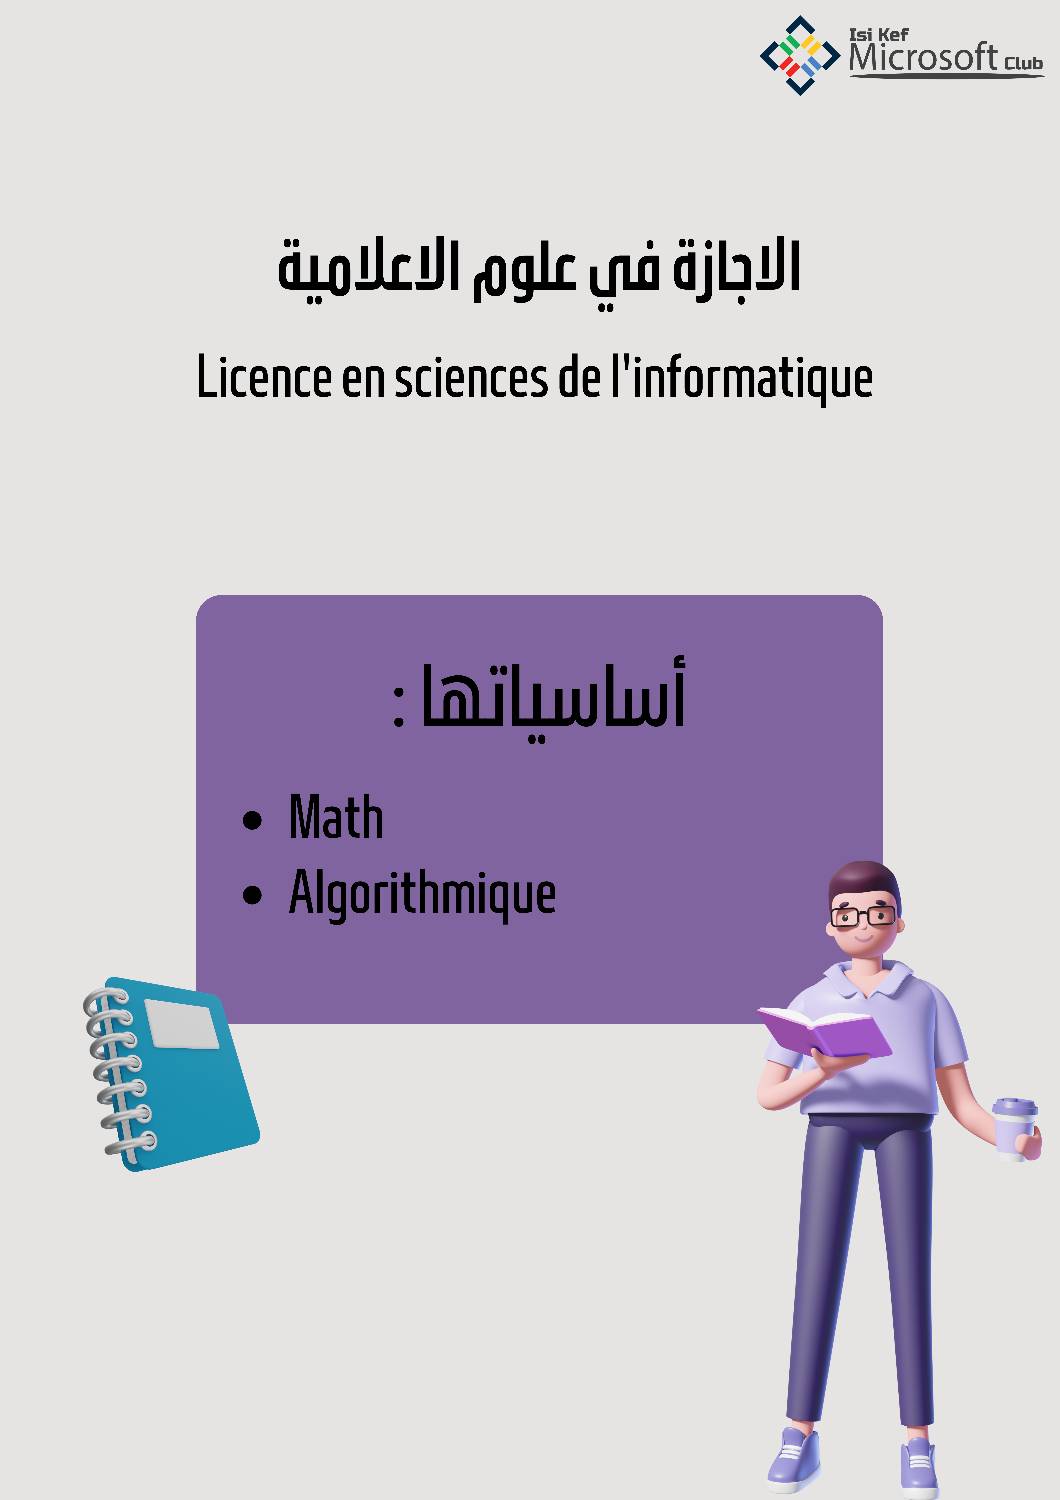 Isi Kef
Microsoft Club
الاجازة في علوم الاعلامية
Licence en sciences de l'informatique
أساسياتها :
• Math
• Algorithmique